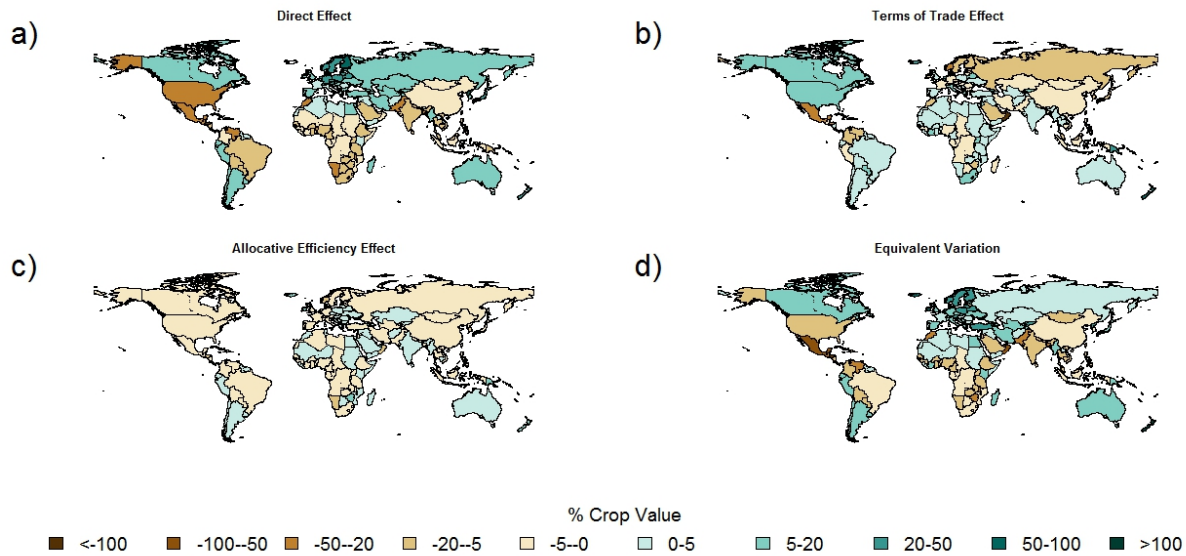 a)
Direct Effect
b)
Terms of Trade Effect
c)
Allocative Efficiency Effect
d)
Equivalent Variation
% Crop Value
<-100 -100--50 -50--20 -20--5 -5--0 0-5 5-20 20-50 50-100 >100